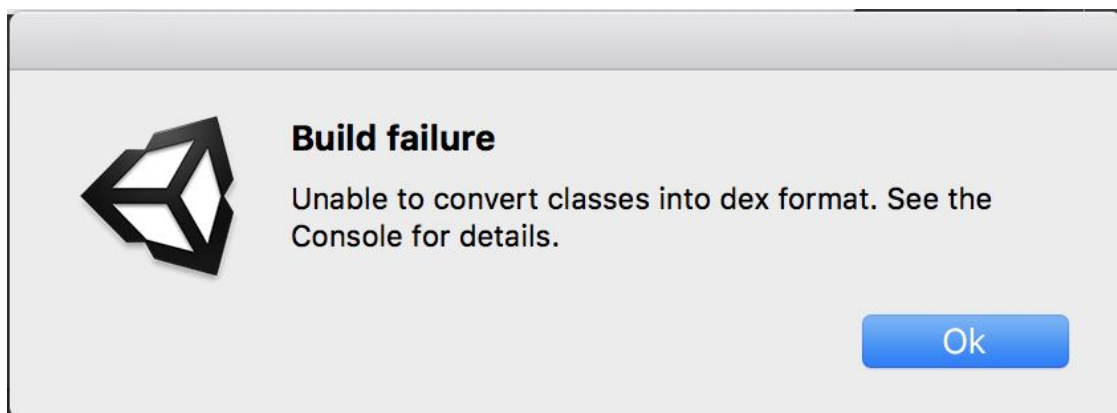 Build failure
Unable to convert classes into dex format. See the
Console for details.
Ok